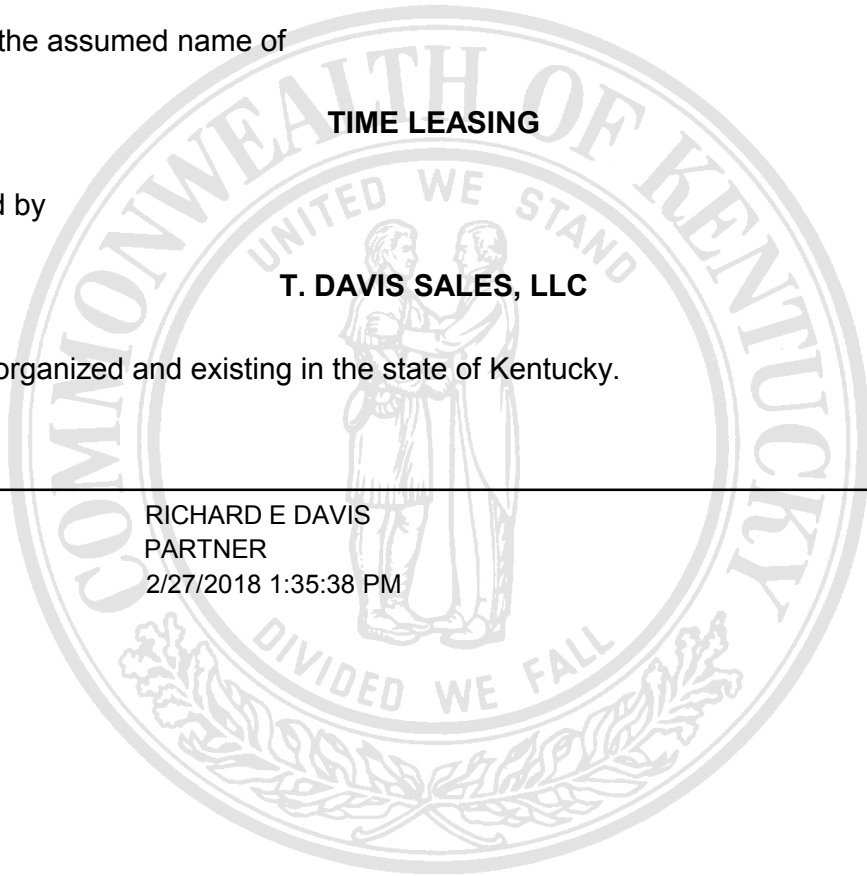 the assumed name of
TIME LEASING
d by
T. DAVIS SALES, LLC
organized and existing in the state of Kentucky.
RICHARD E DAVIS
PARTNER
2/27/2018 1:35:38 PM
COMMONWEALTH OF KENTUCKY
UNITED WE STAND
DIVIDED WE FALL